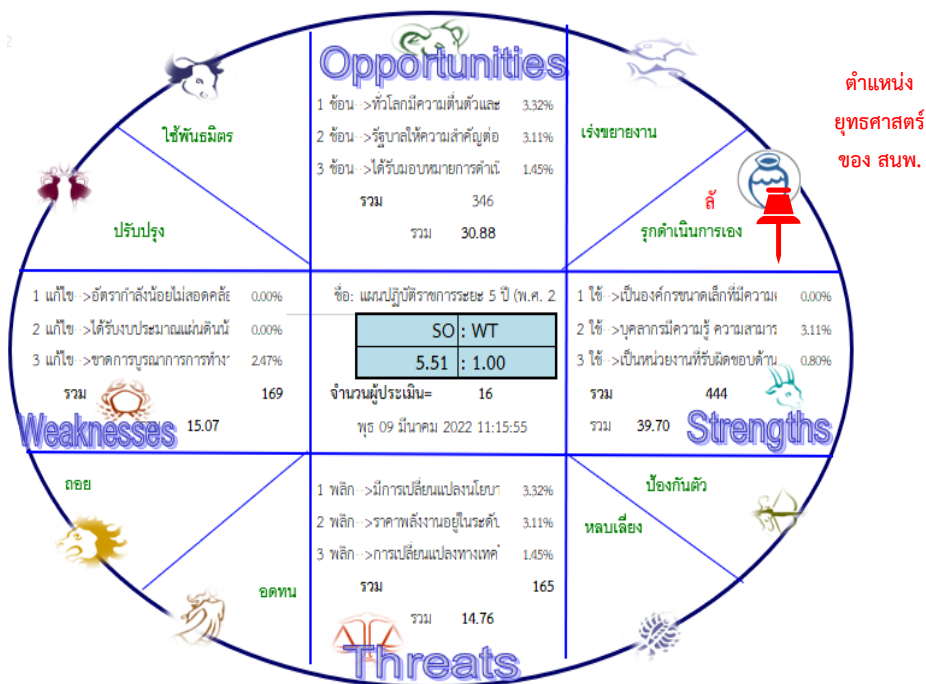 2
Opportunities
1 ช้อน-->ทั่วโลกมีความตื่นตัวและ 3.32%
2 ช้อน-->รัฐบาลให้ความสำคัญต่อ 3.11%
3 ช้อน-->ได้รับมอบหมายการดำเนิ 1.45%
รวม 346
รวม 30.88
ใช้พันธมิตร
ปรับปรุง
เร่งขยายงาน
ลั
รุกดำเนินการเอง
ตำแหน่ง
ยุทธศาสตร์
ของ สนพ.
1 แก้ไข-->อัตรากำลังน้อยไม่สอดคล้อ 0.00%
2 แก้ไข-->ได้รับงบประมาณแผ่นดินน้ 0.00%
3 แก้ไข-->ขาดการบูรณาการการทำงา 2.47%
รวม 169
Weaknesses 15.07
ชื่อ: แผนปฏิบัติราชการระยะ 5 ปี (พ.ศ. 2
SO : WT
5.51 : 1.00
จำนวนผู้ประเมิน= 16
พุธ 09 มีนาคม 2022 11:15:55
1 ใช้-->เป็นองค์กรขนาดเล็กที่มีความ 0.00%
2 ใช้-->บุคลากรมีความรู้ ความสามาร 3.11%
3 ใช้-->เป็นหน่วยงานที่รับผิดชอบด้าน 0.80%
รวม 444
รวม 39.70 Strengths
ถอย
อดทน
1 พลิก-->มีการเปลี่ยนแปลงนโยบา 3.32%
2 พลิก-->ราคาพลังงานอยู่ในระดับ 3.11%
3 พลิก-->การเปลี่ยนแปลงทางเทค 1.45%
รวม 165
รวม 14.76
Threats
ป้องกันตัว
หลบเลี่ยง